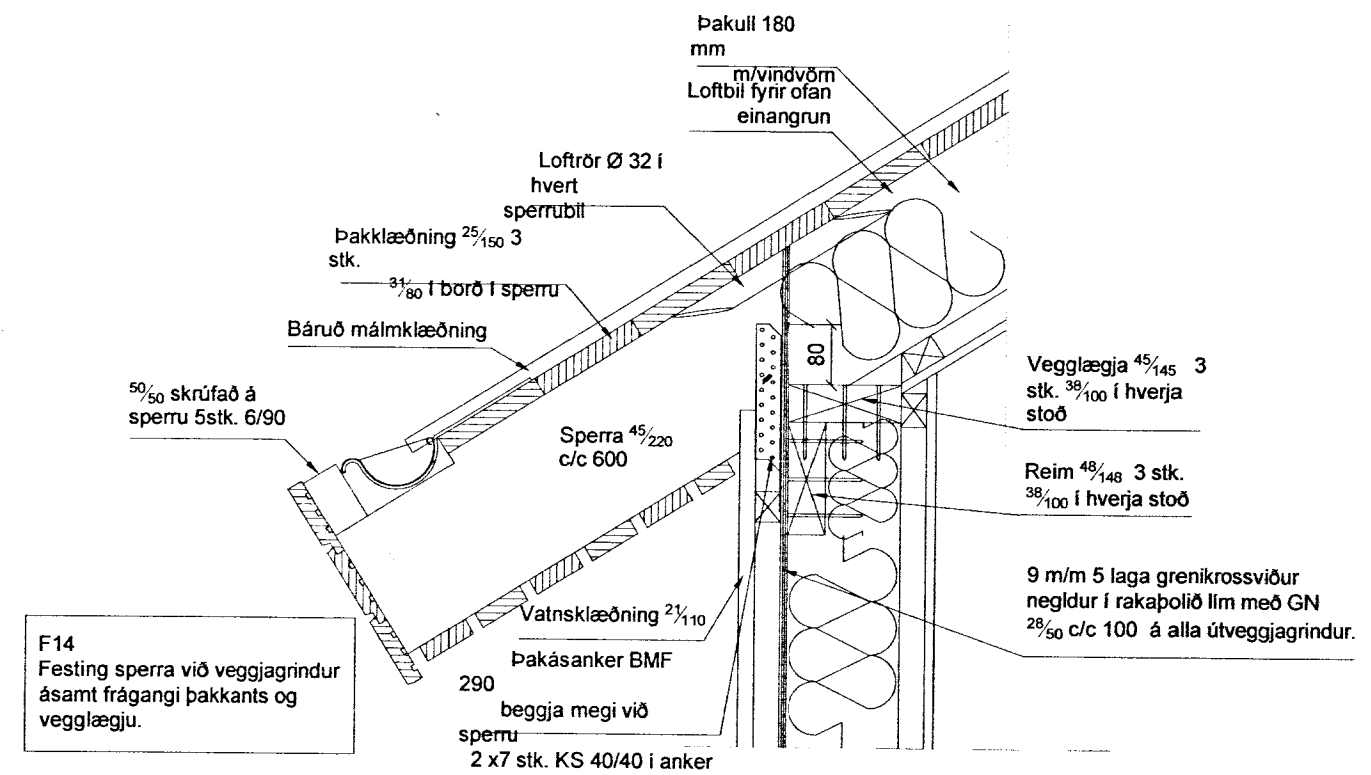 Þakull 180
mm
m/vindvörn
Loftbil fyrir ofan
einangrun
Loftrör Ø 32 í
hvert
sperrubil
Þakklæðning 25/150 3
stk.
31/80 í borð í sperru
Báruð málmklæðning
50/50 skrúfað á
sperru 5stk. 6/90
Sperra 45/220
c/c 600
80
Vegglægja 45/145 3
stk. 38/100 í hverja
stoð
Reim 48/148 3 stk.
38/100 í hverja stoð
9 m/m 5 laga grenikrossviður
negldur í rakaþolið lím með GN
28/50 c/c 100 á alla útveggjagrindur.
Vatnsklæðning 21/110
Þakásanker BMF
290
beggja megi við
sperru
2 x7 stk. KS 40/40 í anker
F14
Festing sperra við veggjagrindur
ásamt frágangi þakkants og
vegglægju.